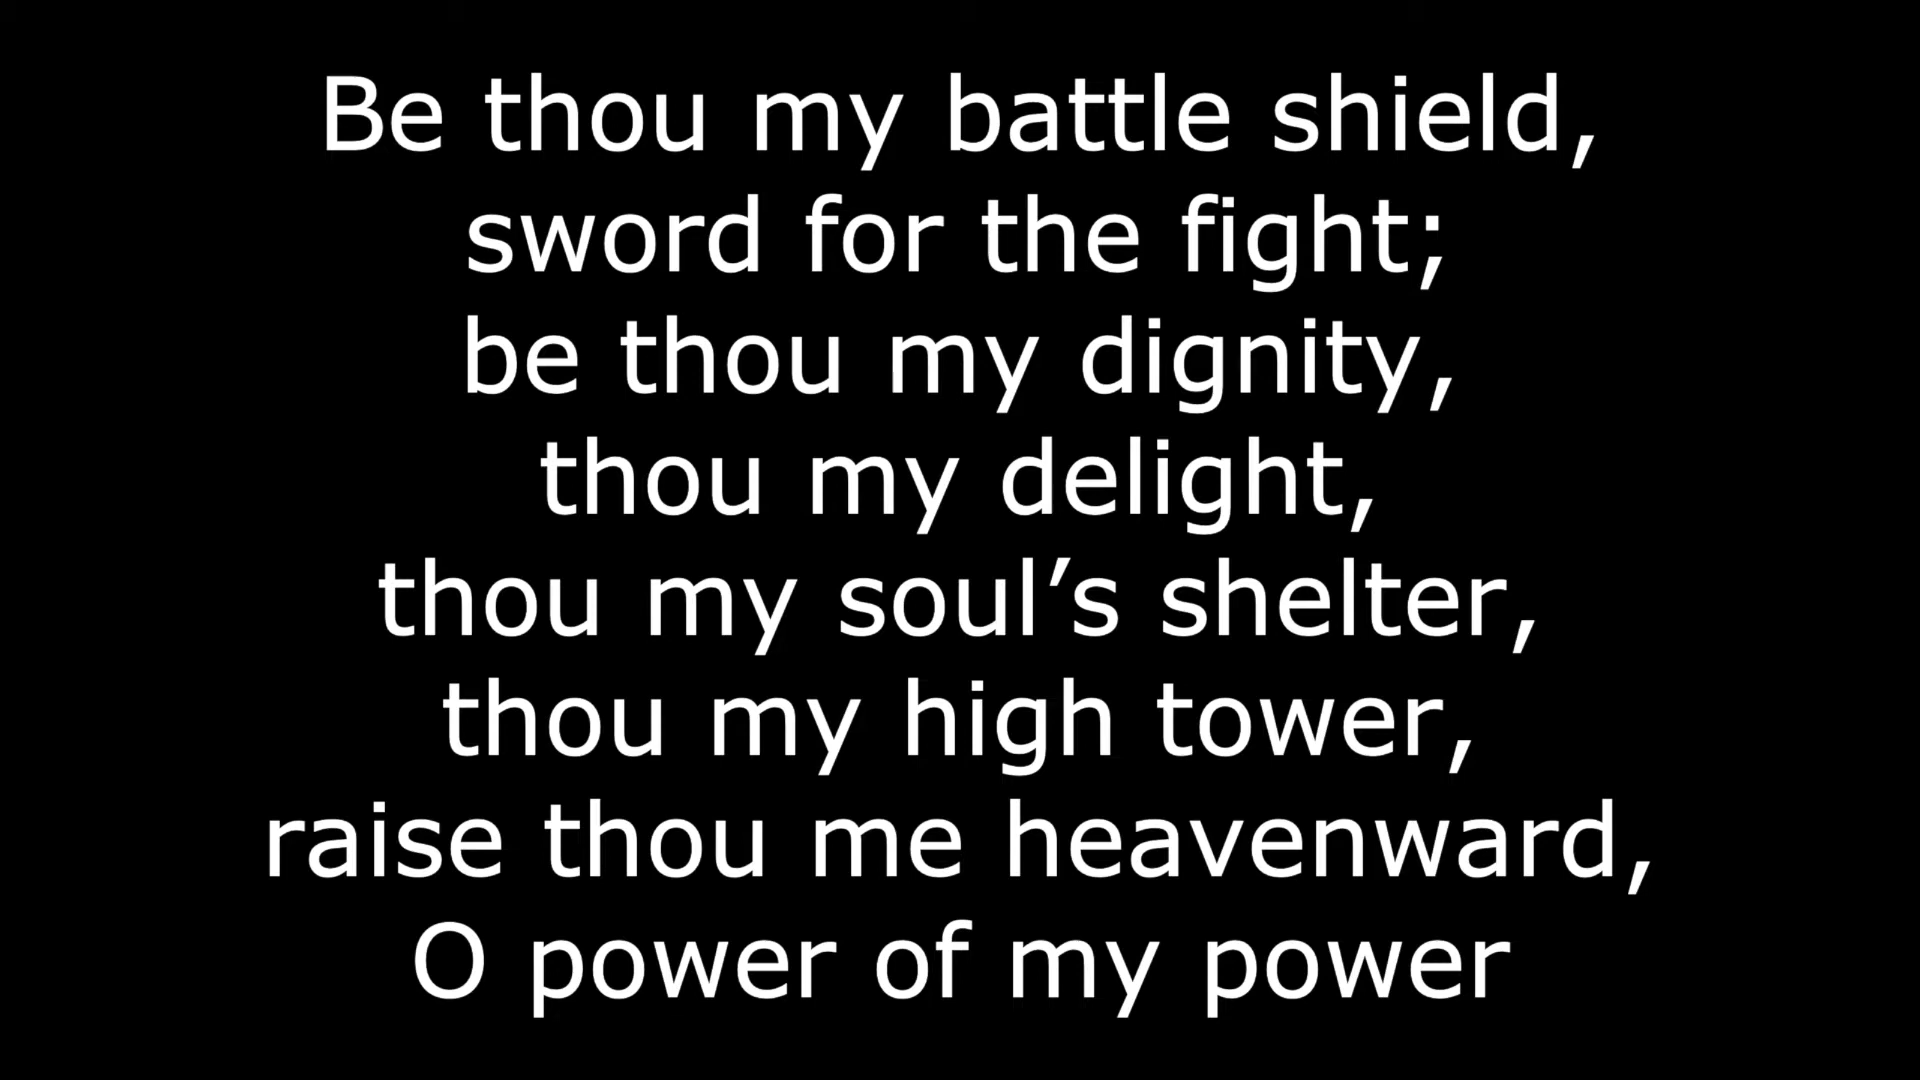 Be thou my battle shield,
sword for the fight;
be thou my dignity,
thou my delight,
thou my soul’s shelter,
thou my high tower,
raise thou me heavenward,
O power of my power